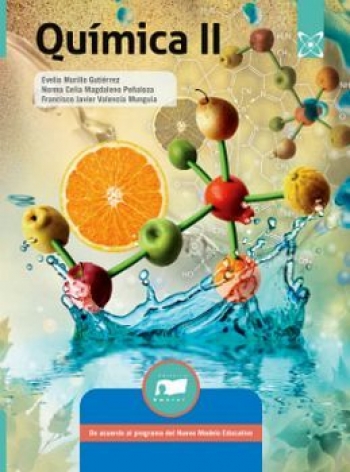 Química II
Evelia Murillo Gutiérrez
Norma Celia Magdaleno Peñaloza
Francisco Javier Valencia Munguía
De acuerdo al programa del Nuevo Modelo Educativo